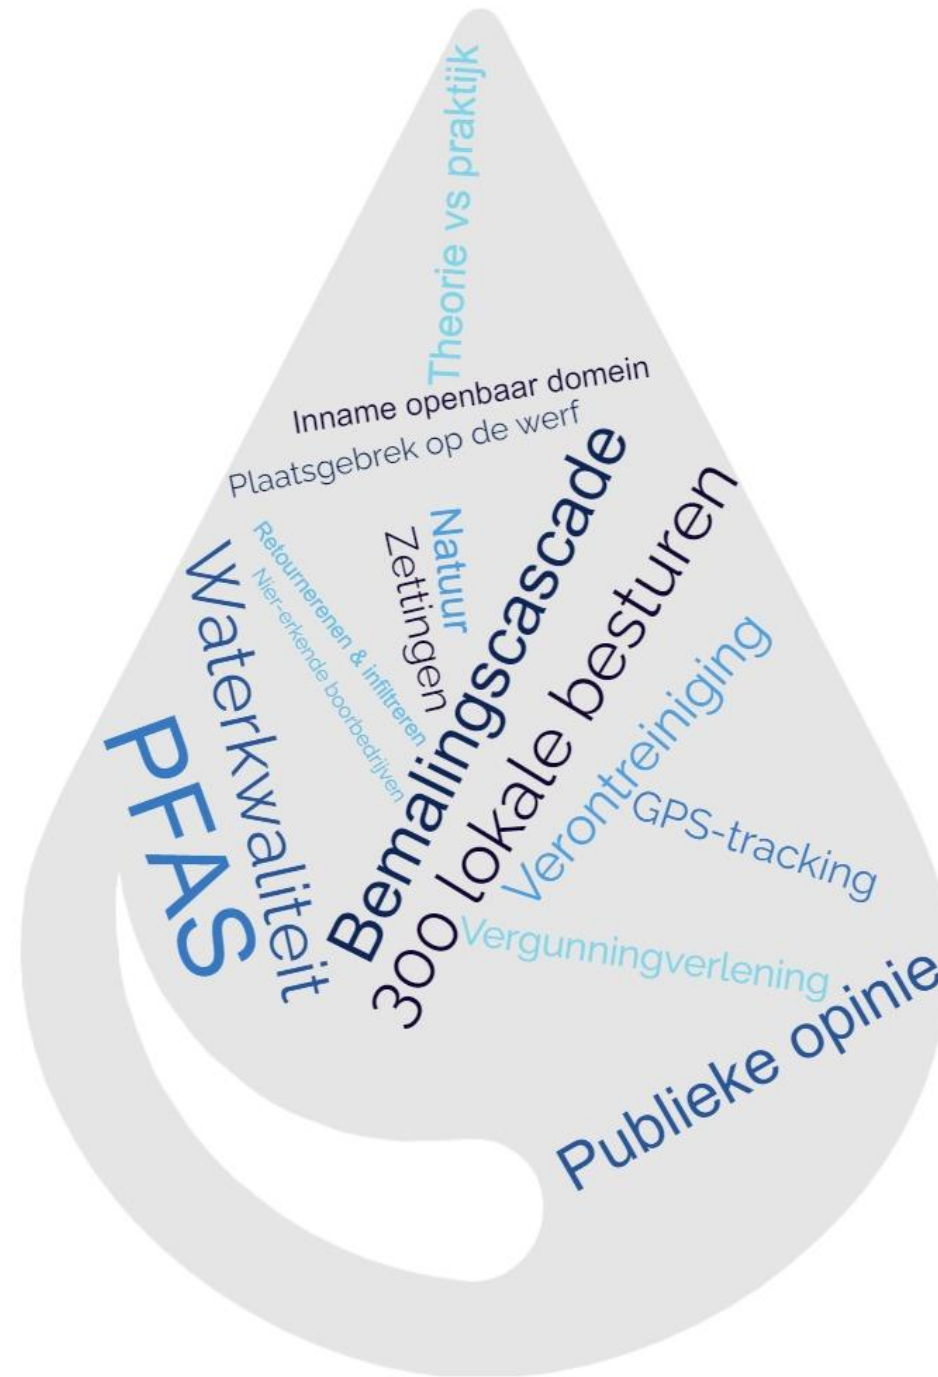 Theorie vs praktijk
Inname openbaar domein
Plaatsgebrek op de werf
Natuur
Zettingen
Retournerenen & infiltreren
Nier-erkende boorbedrijven
Waterkwaliteit
PFAS
Bemalingscascade
300 lokale besturen
Verontreiniging
GPS-tracking
Vergunningverlening
Publieke opinie